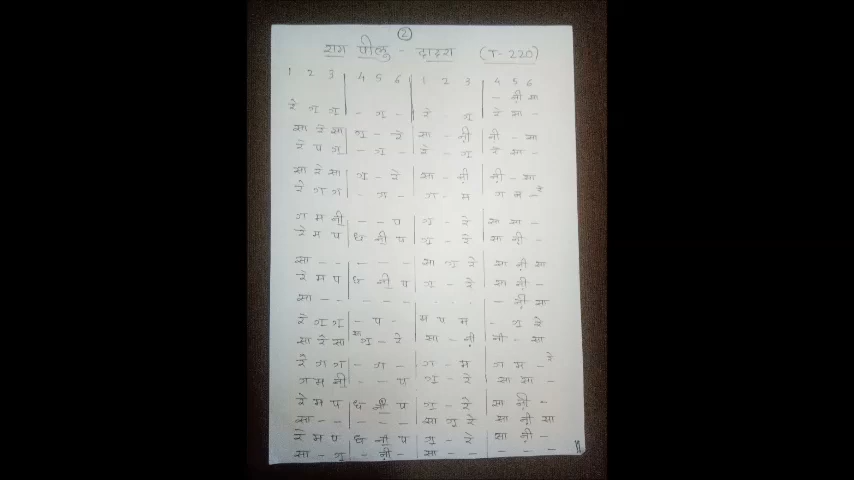 2
राग पीलू - दादरा (T-220)
1 2 3 | 4 5 6 | 1 2 3 | 4 5 6
- नी़ सा
रे ग॒ ग॒ | - ग॒ - | रे ग॒ | रे सा -
सा रे सा | ग॒ - रे | सा - नी़ | नी़ - सा
रे प ग॒ | - ग॒ - | रे - ग॒ | रे सा -
सा रे सा | ग॒ - रे | सा - नी़ | नी़ - सा
रे ग ग | - ग - | ग - म | ग म - रे
ग म नी॒ | - - प | ग॒ - रे | सा सा -
रे म प | ध नी॒ प | ग॒ - रे | सा नी़ -
सा - - | - - - | सा ग॒ रे | सा नी़ सा
रे म प | ध नी॒ प | ग॒ - रे | सा नी़ -
सा - - | - - - | - - - | - नी़ सा
रे ग॒ ग॒ | - प - | म प म | - ग॒ रे
सा रे सा | ग॒ - रे | सा - नी़ | नी़ - सा
रे ग ग | - ग - | ग - म | ग म - रे
ग म नी॒ | - - प | ग॒ - रे | सा सा -
रे म प | ध नी॒ प | ग॒ - रे | सा नी़ -
सा - - | - - - | सा ग॒ रे | सा नी़ सा
रे म प | ध नी॒ प | ग॒ - रे | सा नी़ -
सा - ग॒ | - नी़ - | सा - - | - - -